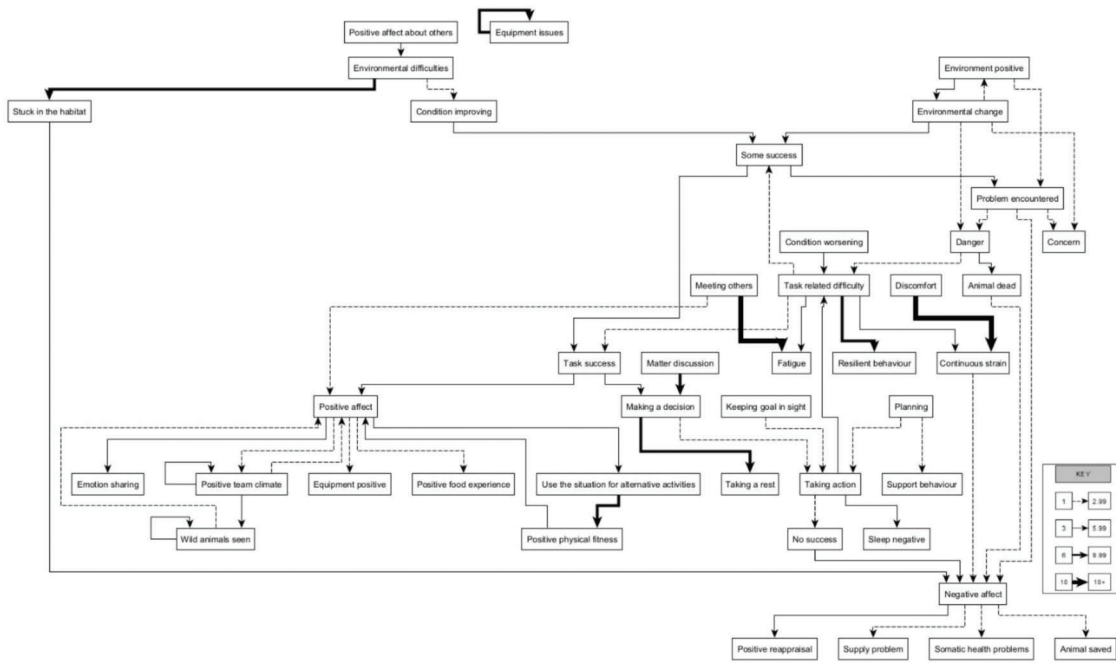 Positive affect about others
Equipment issues
Environmental difficulties
Environment positive
Stuck in the habitat
Condition improving
Environmental change
Some success
Problem encountered
Condition worsening
Danger
Concern
Meeting others
Task related difficulty
Discomfort
Animal dead
Task success
Matter discussion
Fatigue
Resilient behaviour
Continuous strain
Positive affect
Making a decision
Keeping goal in sight
Planning
Emotion sharing
Positive team climate
Equipment positive
Positive food experience
Use the situation for alternative activities
Taking a rest
Taking action
Support behaviour
Wild animals seen
Positive physical fitness
No success
Sleep negative
Negative affect
Positive reappraisal
Supply problem
Somatic health problems
Animal saved
KEY
1 2.99
3 5.99
6 9.99
10 10+